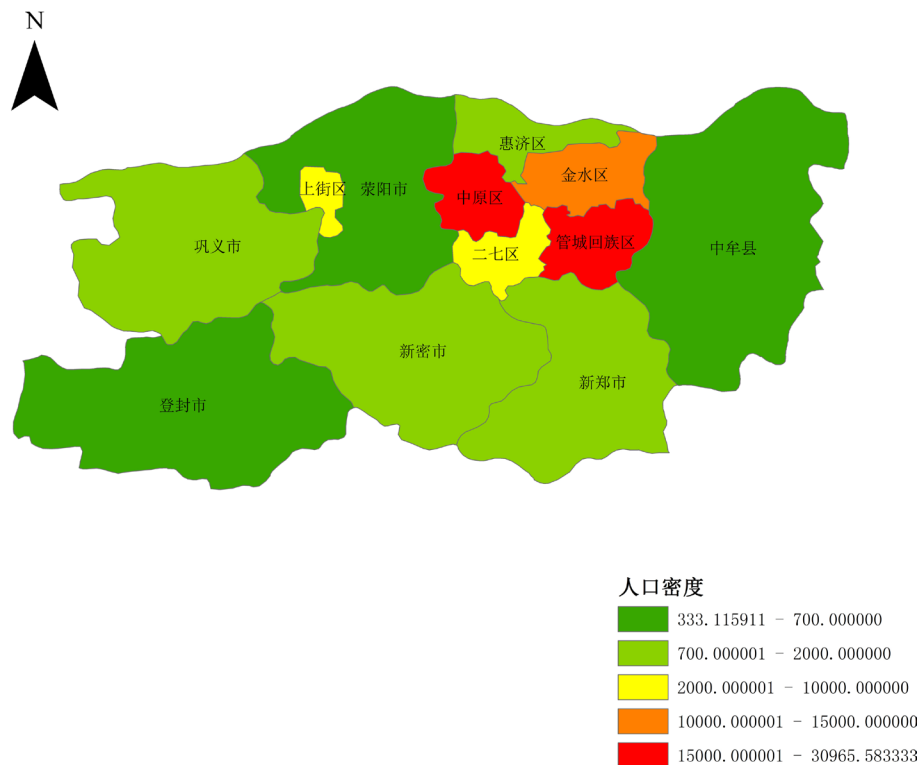 N
惠济区
金水区
上街区
荥阳市
中原区
管城回族区
巩义市
二七区
中牟县
新密市
新郑市
登封市
人口密度
333.115911 - 700.000000
700.000001 - 2000.000000
2000.000001 - 10000.000000
10000.000001 - 15000.000000
15000.000001 - 30965.583333